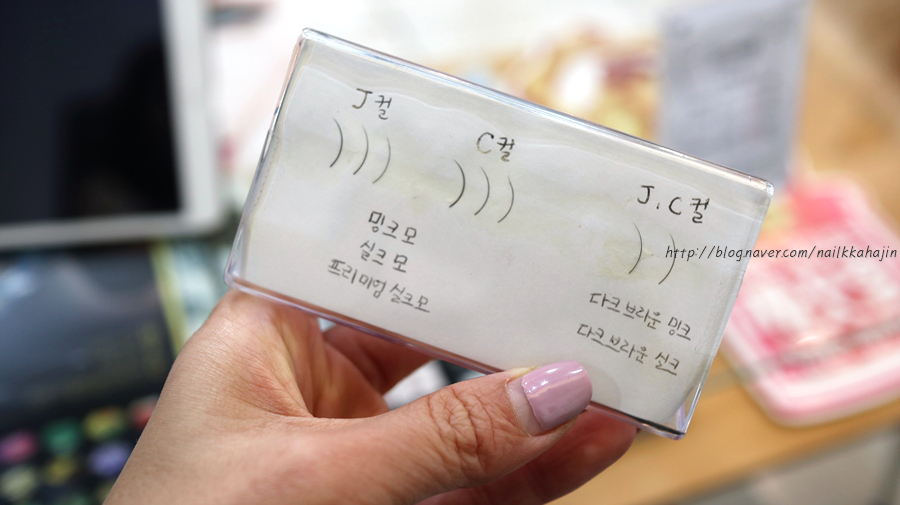 J컬
C컬
J, C컬
밍크모
실크모
프리미엄 실크모
다크브라운 밍크
다크브라운 실크
http://blog.naver.com/nailkkahajin